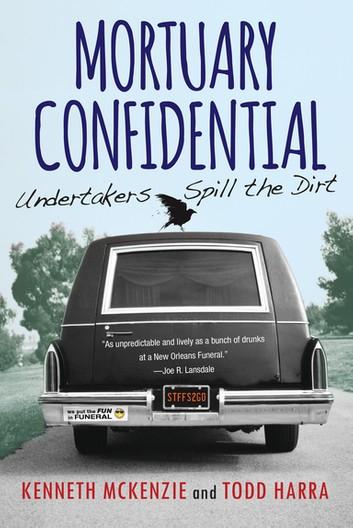 MORTUARY
CONFIDENTIAL
Undertakers Spill the Dirt
"As unpredictable and lively as a bunch of drunks
at a New Orleans Funeral."
—Joe R. Lansdale
STFFS2GO
we put the FUN
in FUNERAL
KENNETH MCKENZIE and TODD HARRA